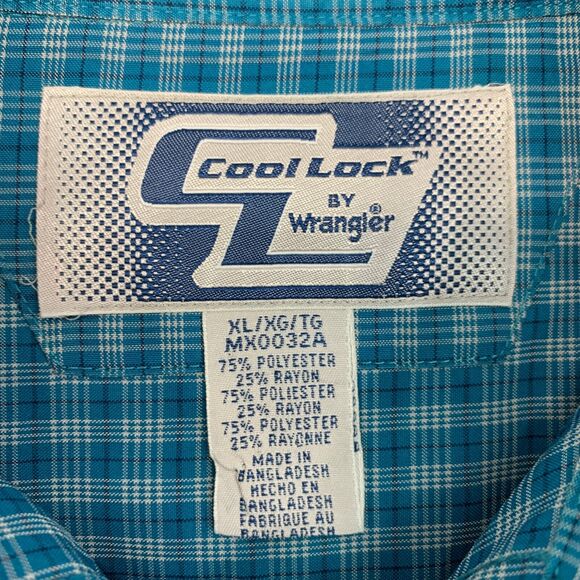 Cool Lock™
BY
Wrangler®
XL/XG/TG
MX0032A
75% POLYESTER
25% RAYON
75% POLIESTER
25% RAYON
75% POLYESTER
25% RAYONNE
MADE IN
BANGLADESH
HECHO EN
BANGLADESH
FABRIQUE AU
BANGLADESH